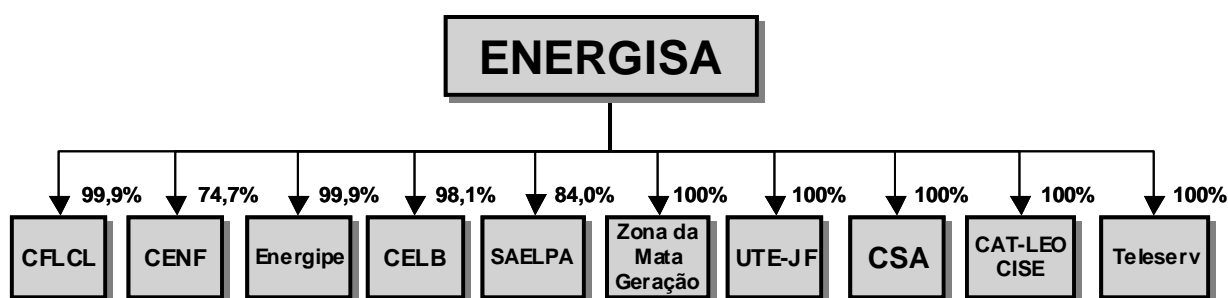 ENERGISA
99,9% 74,7% 99,9% 98,1% 84,0% 100% 100% 100% 100% 100%
CFLCL
CENF
Energipe
CELB
SAELPA
Zona da
Mata
Geração
UTE-JF
CSA
CAT-LEO
CISE
Teleserv